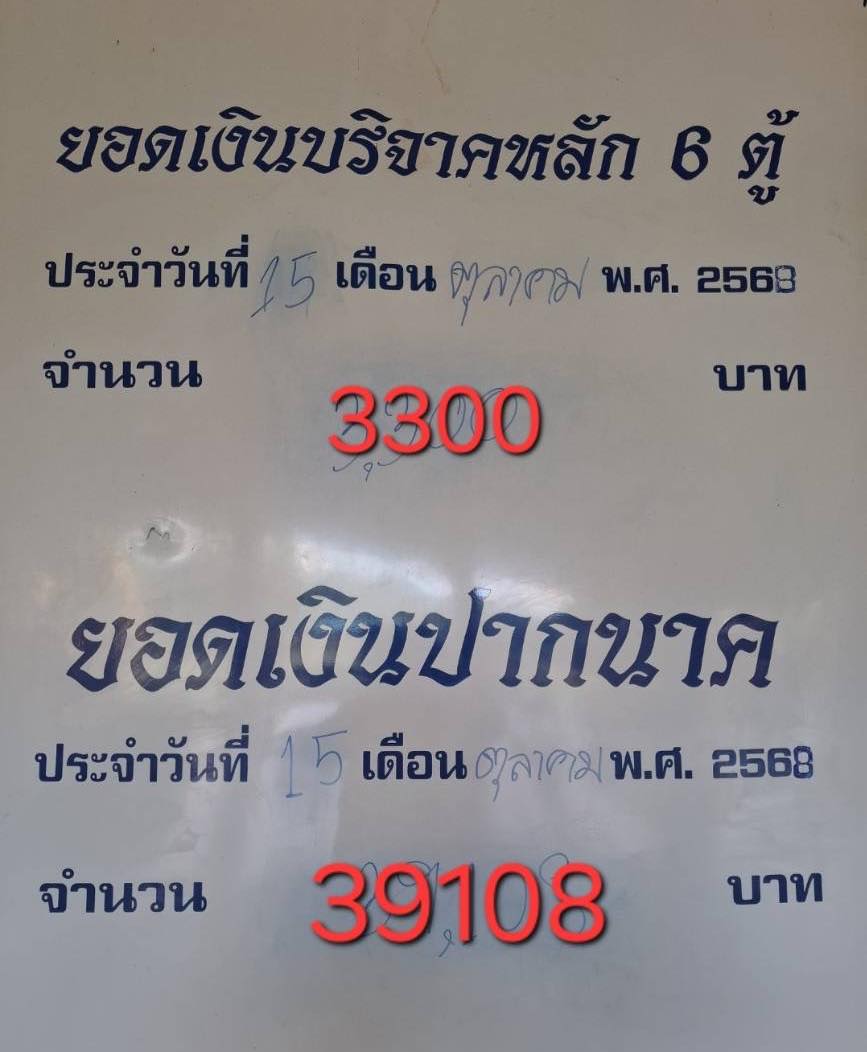 ยอดเงินบริจาคหลัก 6 ตู้
ประจำวันที่ 15 เดือน ตุลาคม พ.ศ. 2568
จำนวน 3300 บาท
ยอดเงินปากนาค
ประจำวันที่ 15 เดือน ตุลาคม พ.ศ. 2568
จำนวน 39108 บาท